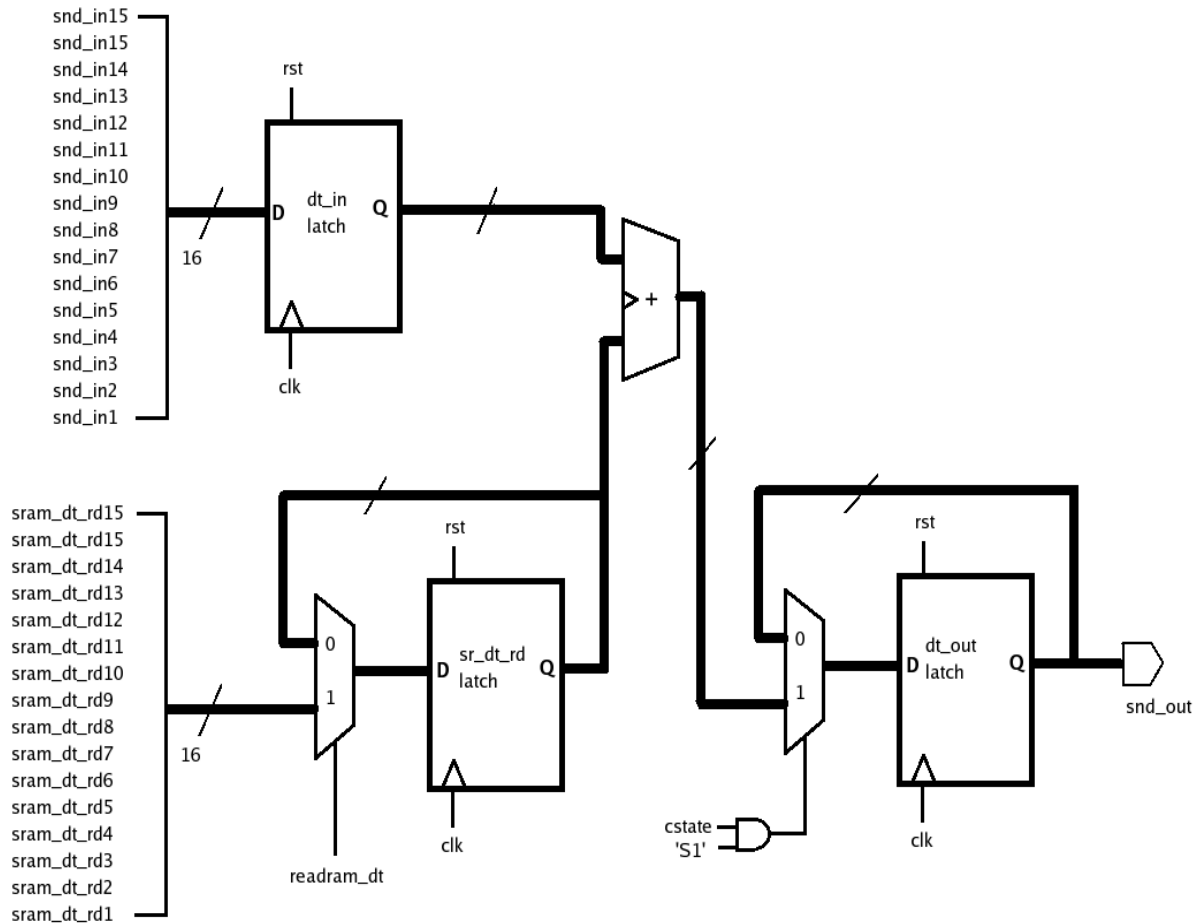 snd_in15
snd_in15
snd_in14
snd_in13
snd_in12
snd_in11
snd_in10
snd_in9
snd_in8
snd_in7
snd_in6
snd_in5
snd_in4
snd_in3
snd_in2
snd_in1
16
rst
D
dt_in
latch
Q
clk
+
sram_dt_rd15
sram_dt_rd15
sram_dt_rd14
sram_dt_rd13
sram_dt_rd12
sram_dt_rd11
sram_dt_rd10
sram_dt_rd9
sram_dt_rd8
sram_dt_rd7
sram_dt_rd6
sram_dt_rd5
sram_dt_rd4
sram_dt_rd3
sram_dt_rd2
sram_dt_rd1
16
0
1
readram_dt
rst
D
sr_dt_rd
latch
Q
clk
0
1
cstate
'S1'
rst
D
dt_out
latch
Q
clk
snd_out